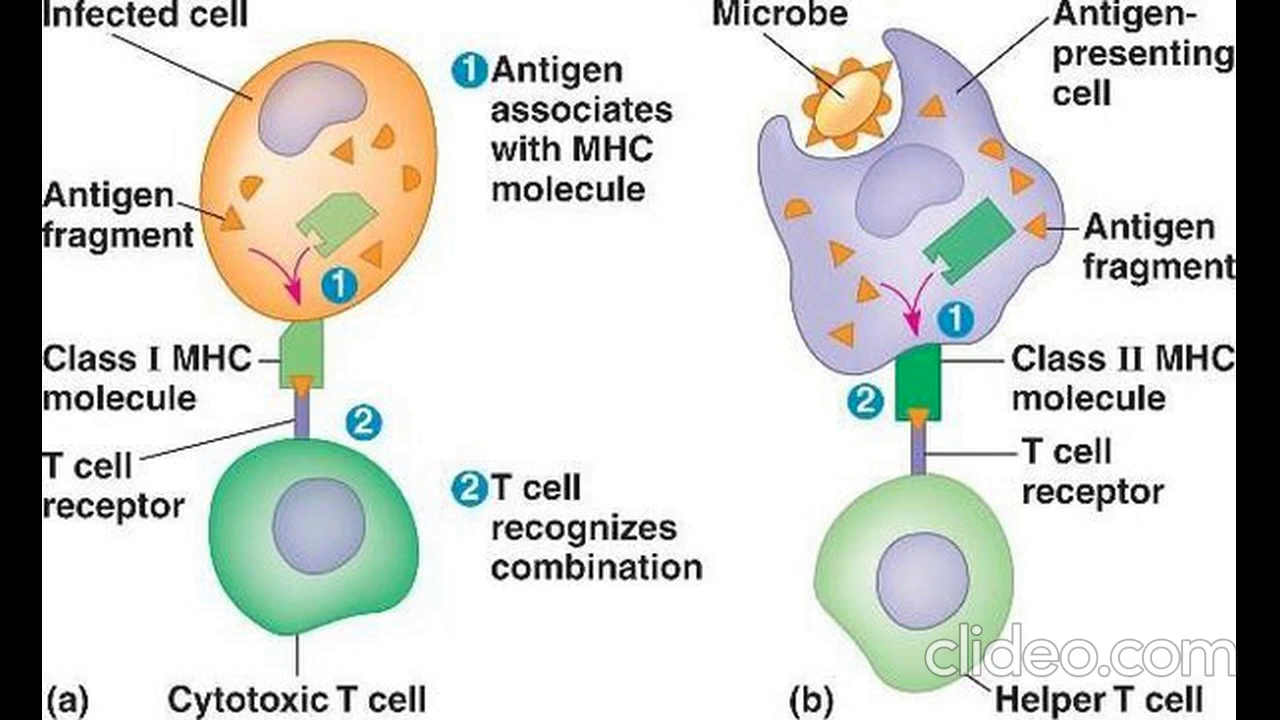 Infected cell
1 Antigen
associates
with MHC
molecule
Antigen
fragment
1
Class I MHC
molecule
2
T cell
receptor
2 T cell
recognizes
combination
(a)
Cytotoxic T cell
Microbe
Antigen-
presenting
cell
Antigen
fragment
1
Class II MHC
molecule
2
T cell
receptor
(b)
Helper T cell
clideo.com